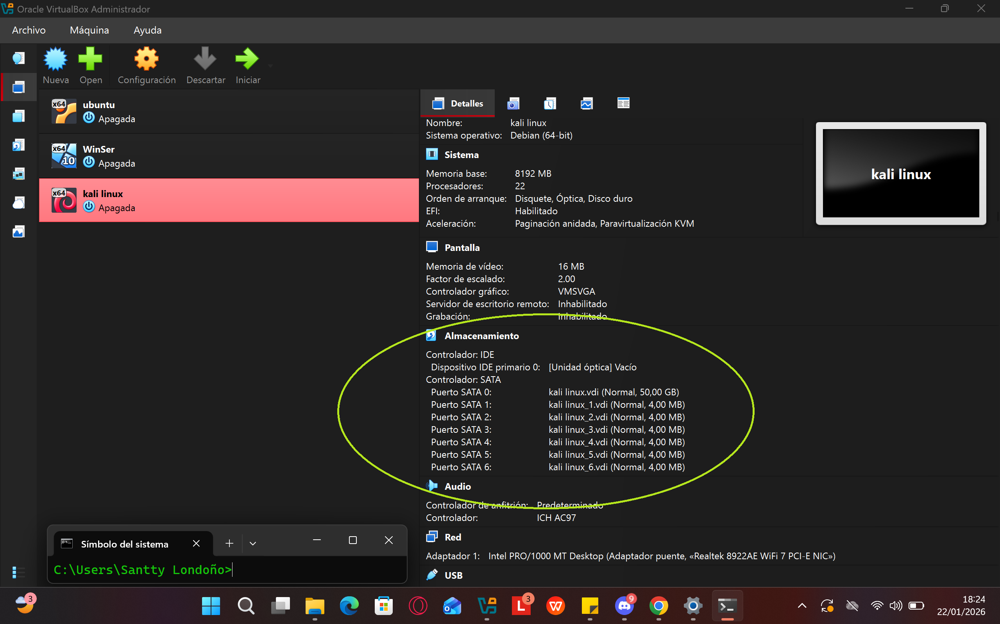 Oracle VirtualBox Administrador
Archivo Máquina Ayuda
Nueva Open Configuración Descartar Iniciar
x64 ubuntu
Apagada
x64 10 WinSer
Apagada
x64 kali linux
Apagada
Detalles
Nombre: kali linux
Sistema operativo: Debian (64-bit)
kali linux
Sistema
Memoria base: 8192 MB
Procesadores: 22
Orden de arranque: Disquete, Óptica, Disco duro
EFI: Habilitado
Aceleración: Paginación anidada, Paravirtualización KVM
Pantalla
Memoria de vídeo: 16 MB
Factor de escalado: 2.00
Controlador gráfico: VMSVGA
Servidor de escritorio remoto: Inhabilitado
Grabación: Inhabilitado
Almacenamiento
Controlador: IDE
Dispositivo IDE primario 0: [Unidad óptica] Vacío
Controlador: SATA
Puerto SATA 0: kali linux.vdi (Normal, 50,00 GB)
Puerto SATA 1: kali linux_1.vdi (Normal, 4,00 MB)
Puerto SATA 2: kali linux_2.vdi (Normal, 4,00 MB)
Puerto SATA 3: kali linux_3.vdi (Normal, 4,00 MB)
Puerto SATA 4: kali linux_4.vdi (Normal, 4,00 MB)
Puerto SATA 5: kali linux_5.vdi (Normal, 4,00 MB)
Puerto SATA 6: kali linux_6.vdi (Normal, 4,00 MB)
Audio
Controlador de anfitrión: Predeterminado
Controlador: ICH AC97
Red
Adaptador 1: Intel PRO/1000 MT Desktop (Adaptador puente, «Realtek 8922AE WiFi 7 PCI-E NIC»)
USB
Símbolo del sistema
C:\Users\Santty Londoño>
3
L 3
9
18:24
22/01/2026